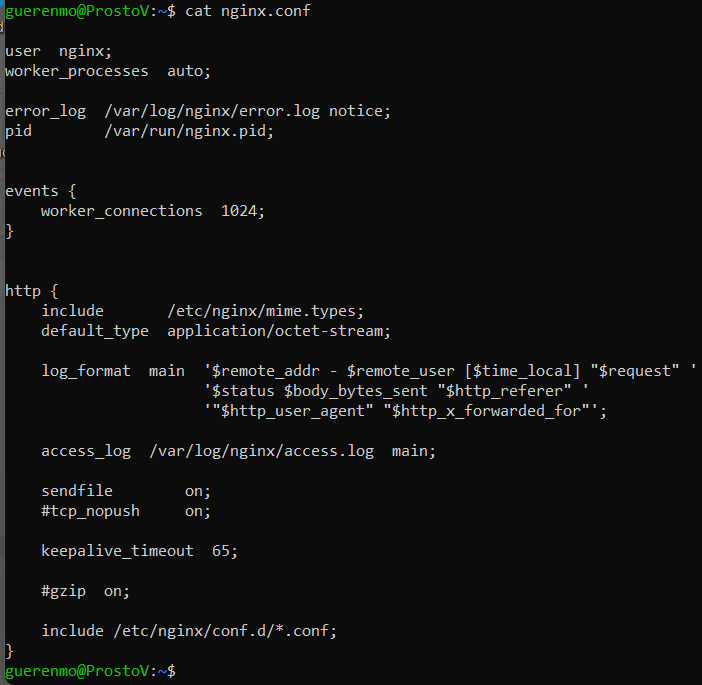 guerenmo@ProstoV:~$ cat nginx.conf

user  nginx;
worker_processes  auto;

error_log  /var/log/nginx/error.log notice;
pid        /var/run/nginx.pid;


events {
    worker_connections  1024;
}


http {
    include       /etc/nginx/mime.types;
    default_type  application/octet-stream;

    log_format  main  '$remote_addr - $remote_user [$time_local] "$request" '
                      '$status $body_bytes_sent "$http_referer" '
                      '"$http_user_agent" "$http_x_forwarded_for"';

    access_log  /var/log/nginx/access.log  main;

    sendfile        on;
    #tcp_nopush     on;

    keepalive_timeout  65;

    #gzip  on;

    include /etc/nginx/conf.d/*.conf;
}
guerenmo@ProstoV:~$